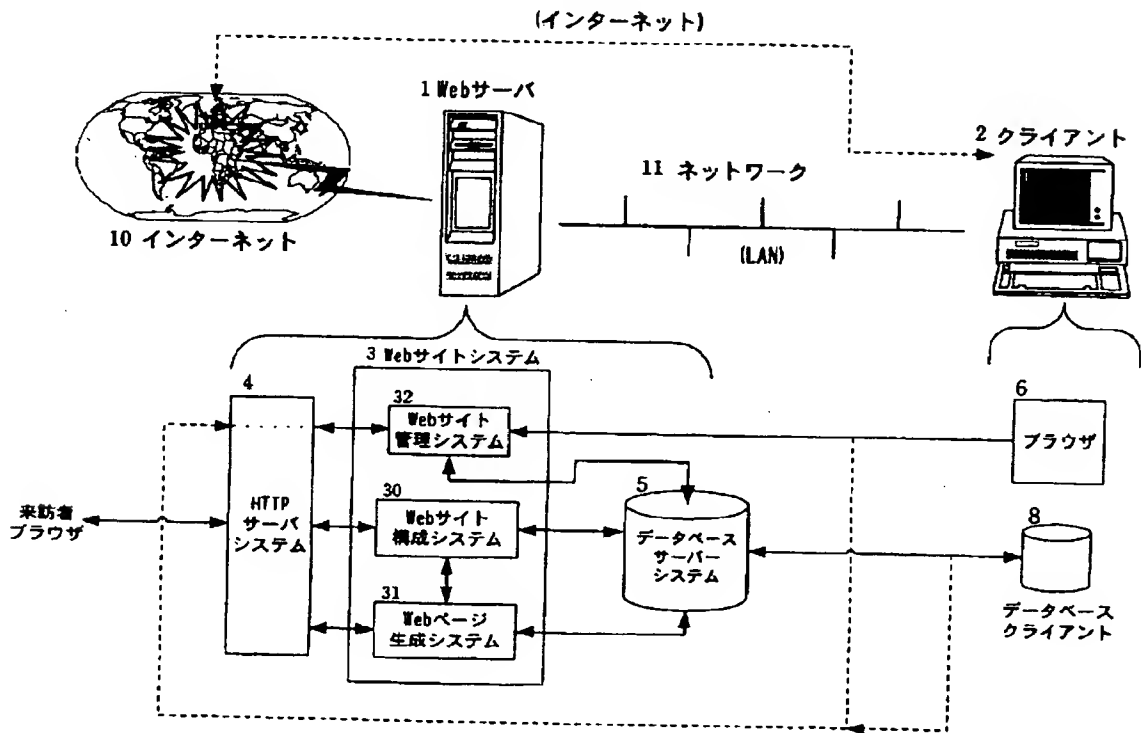 (インターネット)
1 Webサーバ
2 クライアント
11 ネットワーク
10 インターネット
(LAN)
3 Webサイトシステム
4
32
Webサイト
管理システム
6
ブラウザ
来訪者
ブラウザ
HTTP
サーバ
システム
30
Webサイト
構成システム
5
データベース
サーバー
システム
8
31
Webページ
生成システム
データベース
クライアント